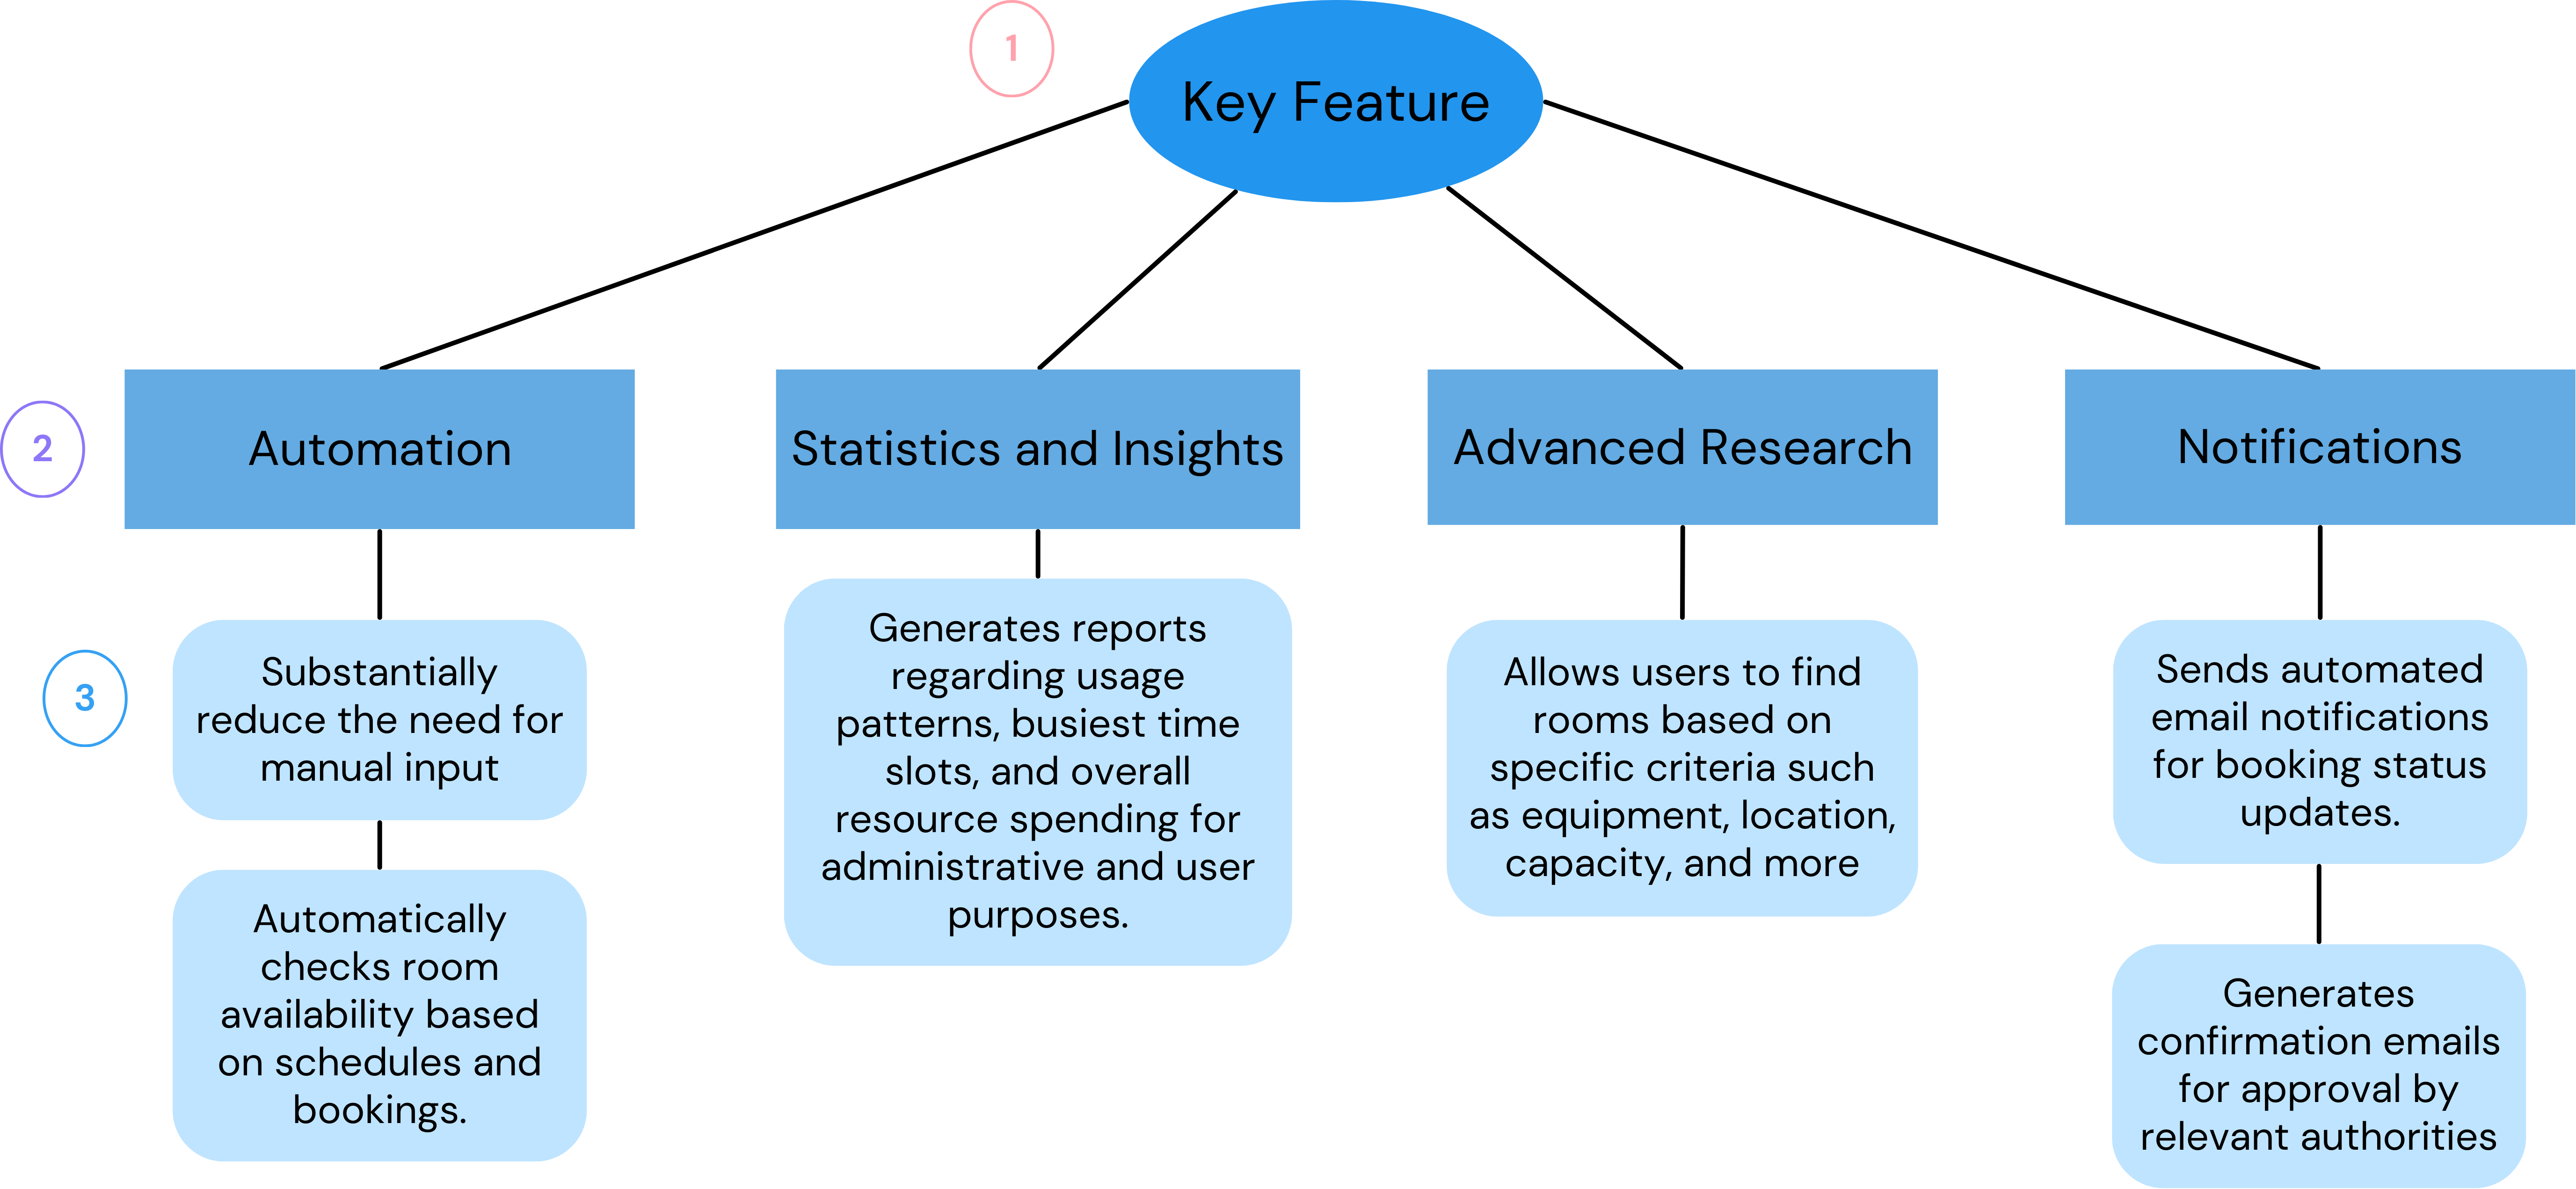 1
Key Feature
2
Automation
Statistics and Insights
Advanced Research
Notifications
3
Substantially
reduce the need for
manual input
Automatically
checks room
availability based
on schedules and
bookings.
Generates reports
regarding usage
patterns, busiest time
slots, and overall
resource spending for
administrative and user
purposes.
Allows users to find
rooms based on
specific criteria such
as equipment, location,
capacity, and more
Sends automated
email notifications
for booking status
updates.
Generates
confirmation emails
for approval by
relevant authorities